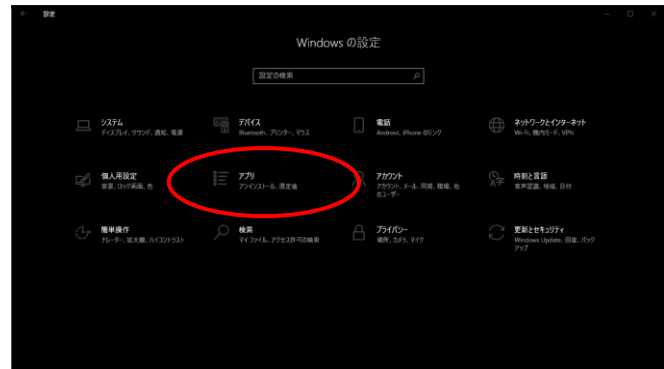 設定
Windows の設定
設定の検索
システム
ディスプレイ、サウンド、通知、電源
デバイス
Bluetooth、プリンター、マウス
電話
Android、iPhone のリンク
ネットワークとインターネット
Wi-Fi、機内モード、VPN
個人用設定
背景、ロック画面、色
アプリ
アンインストール、既定値
アカウント
アカウント、メール、同期、職場、他
のユーザー
時刻と言語
音声認識、地域、日付
簡単操作
ナレーター、拡大鏡、ハイコントラスト
検索
マイ ファイル、アクセス許可の検索
プライバシー
場所、カメラ、マイク
更新とセキュリティ
Windows Update、回復、バック
アップ